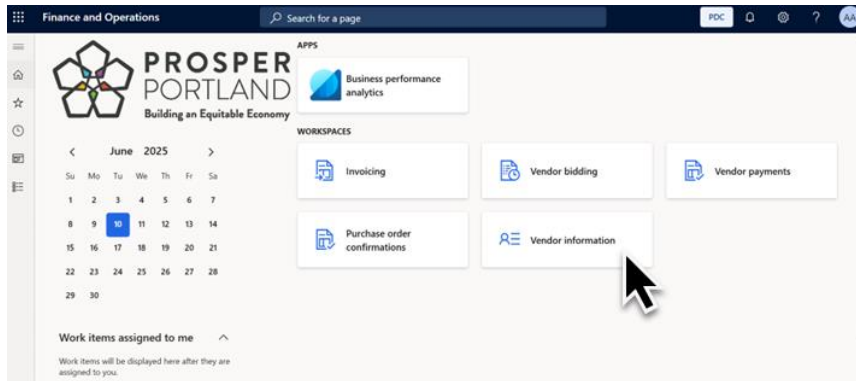 Finance and Operations
Search for a page
PDC
?
AA
PROSPER
PORTLAND
Building an Equitable Economy
June 2025
Su Mo Tu We Th Fr Sa
1 2 3 4 5 6 7
8 9 10 11 12 13 14
15 16 17 18 19 20 21
22 23 24 25 26 27 28
29 30
Work items assigned to me
Work items will be displayed here after they are
assigned to you.
APPS
Business performance
analytics
WORKSPACES
Invoicing
Vendor bidding
Vendor payments
Purchase order
confirmations
Vendor information